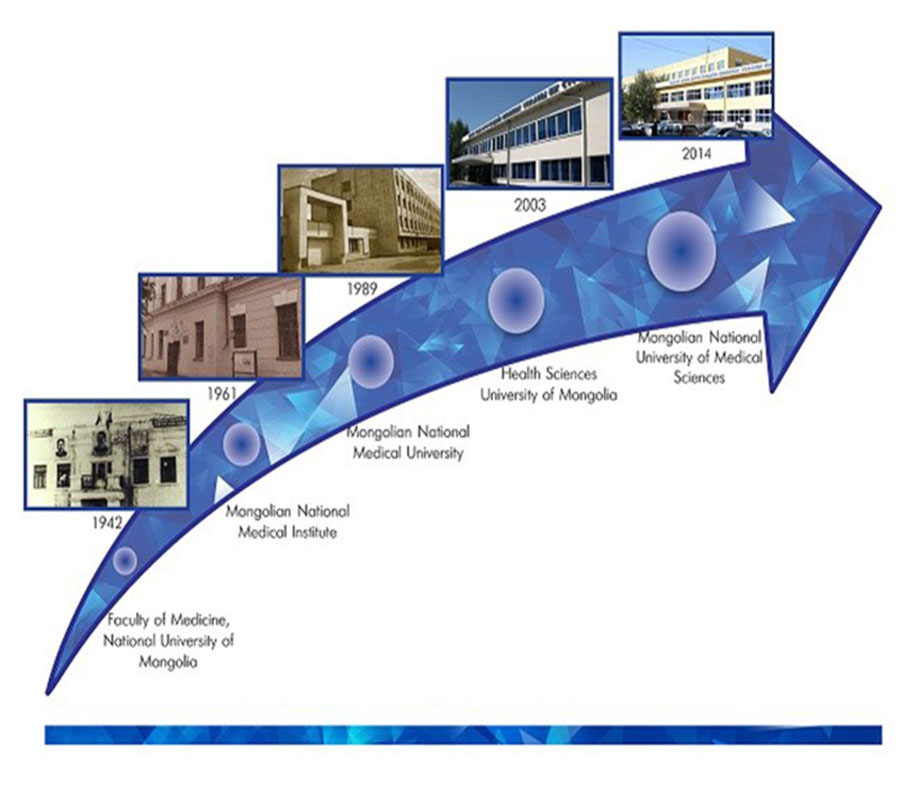 2014
2003
1989
1961
1942
Mongolian National
University of Medical
Sciences
Health Sciences
University of Mongolia
Mongolian National
Medical University
Mongolian National
Medical Institute
Faculty of Medicine,
National University of
Mongolia